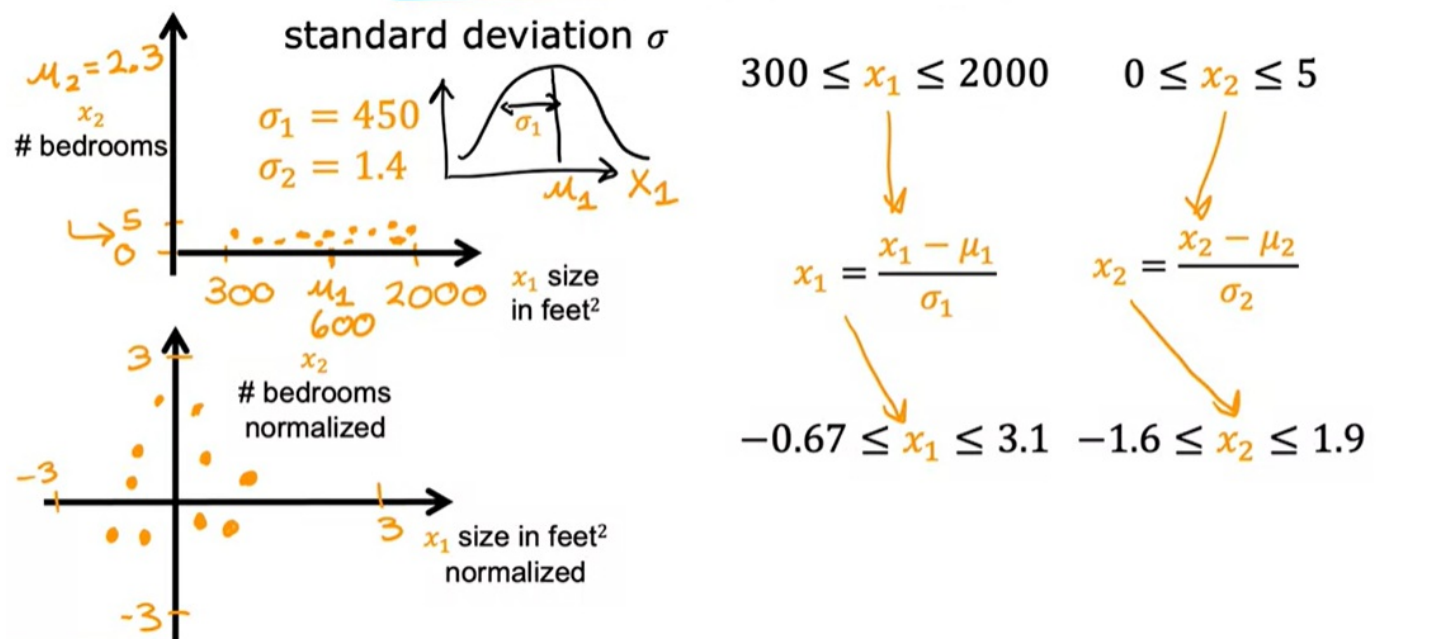 standard deviation σ
μ₂ = 2.3
x₂
# bedrooms
σ₁ = 450
σ₂ = 1.4
σ₁
μ₁ x₁
5
0
300 μ₁ 2000
600
x₁ size
in feet²
3
x₂
# bedrooms
normalized
-3
3
x₁ size in feet²
normalized
-3
300 ≤ x₁ ≤ 2000
0 ≤ x₂ ≤ 5
x₁ = (x₁ − μ₁) / σ₁
x₂ = (x₂ − μ₂) / σ₂
−0.67 ≤ x₁ ≤ 3.1
−1.6 ≤ x₂ ≤ 1.9